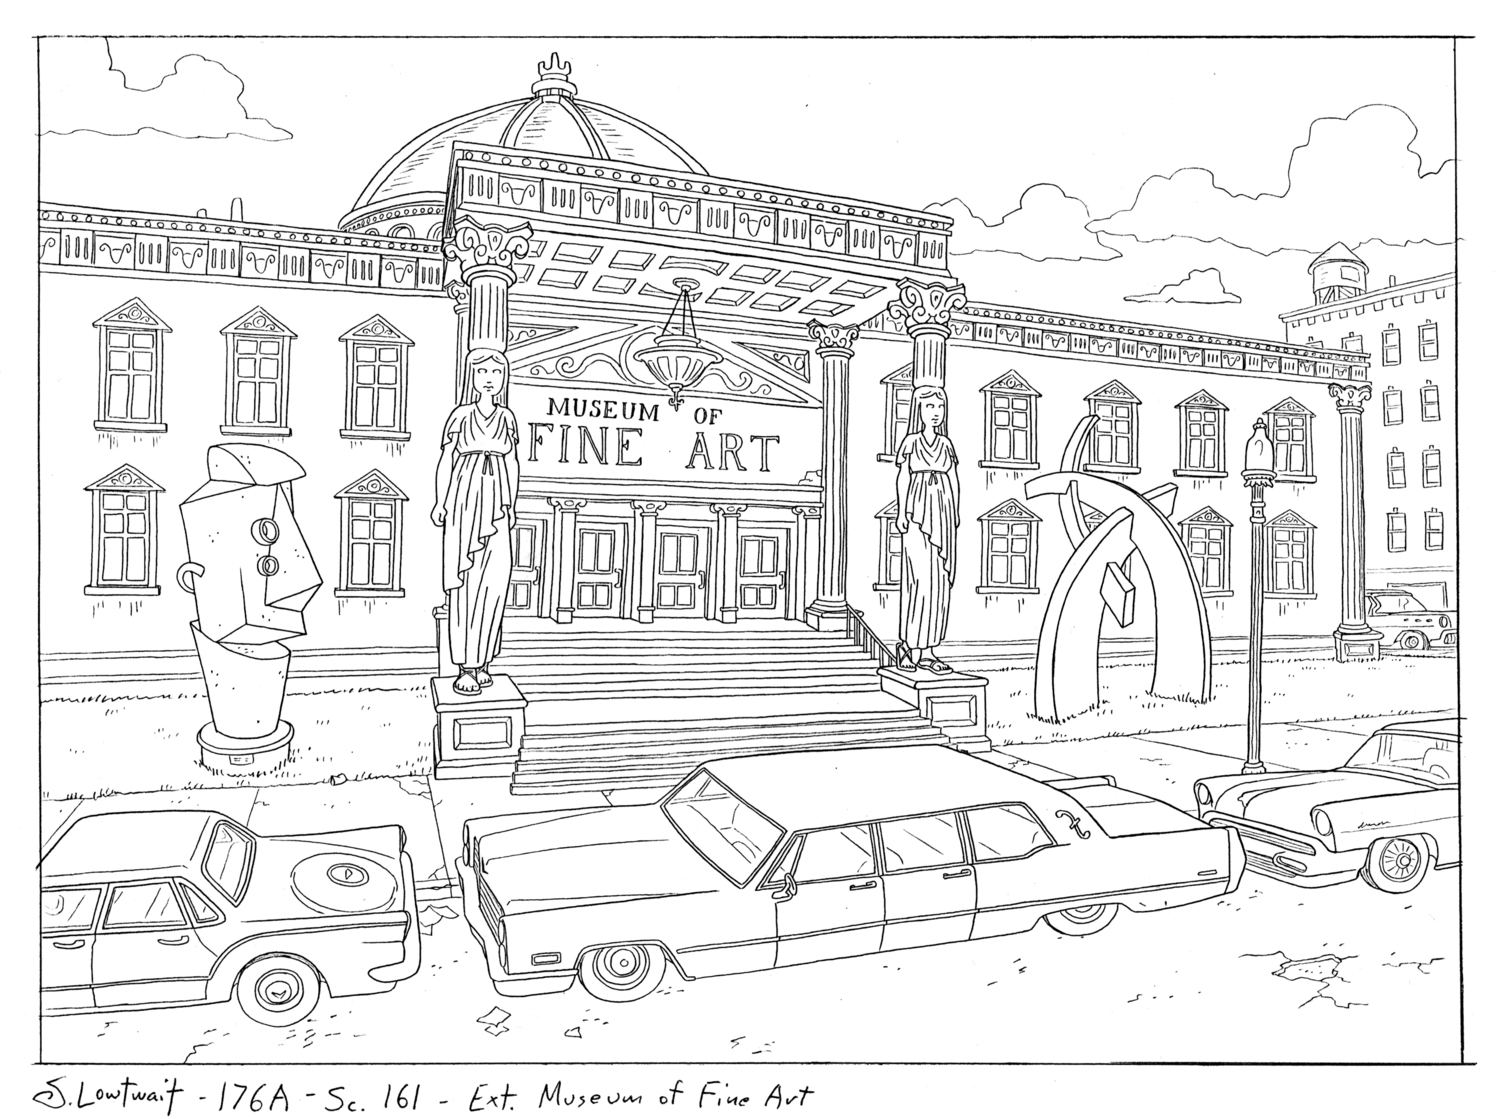 MUSEUM OF
FINE ART
S. Lowtwait - 176A - Sc. 161 - Ext. Museum of Fine Art